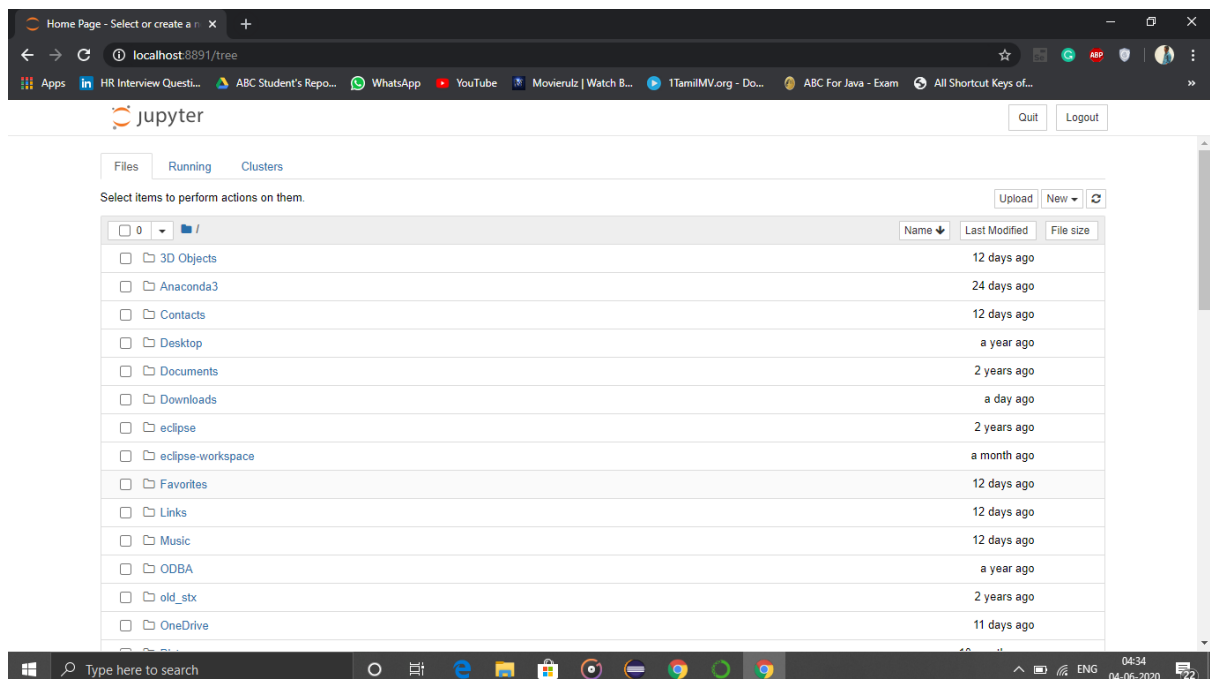 Home Page - Select or create a n
localhost:8891/tree
ABP
Apps HR Interview Questi... ABC Student's Repo... WhatsApp YouTube Movierulz | Watch B... 1TamilMV.org - Do... ABC For Java - Exam All Shortcut Keys of... »
jupyter Quit Logout
Files Running Clusters
Select items to perform actions on them. Upload New
0 / Name Last Modified File size
3D Objects 12 days ago
Anaconda3 24 days ago
Contacts 12 days ago
Desktop a year ago
Documents 2 years ago
Downloads a day ago
eclipse 2 years ago
eclipse-workspace a month ago
Favorites 12 days ago
Links 12 days ago
Music 12 days ago
ODBA a year ago
old_stx 2 years ago
OneDrive 11 days ago
Type here to search ENG 04:34
04-06-2020 22